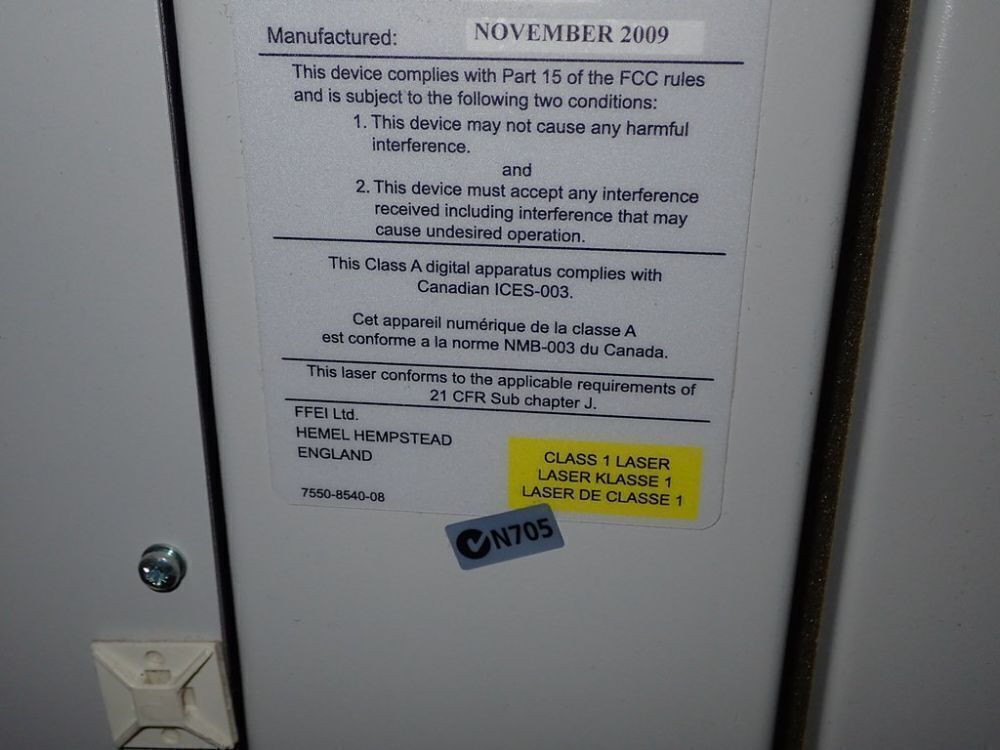 Manufactured: NOVEMBER 2009
This device complies with Part 15 of the FCC rules
and is subject to the following two conditions:
1. This device may not cause any harmful
interference.
and
2. This device must accept any interference
received including interference that may
cause undesired operation.
This Class A digital apparatus complies with
Canadian ICES-003.
Cet appareil numérique de la classe A
est conforme a la norme NMB-003 du Canada.
This laser conforms to the applicable requirements of
21 CFR Sub chapter J.
FFEI Ltd.
HEMEL HEMPSTEAD
ENGLAND
7550-8540-08
CLASS 1 LASER
LASER KLASSE 1
LASER DE CLASSE 1
N705